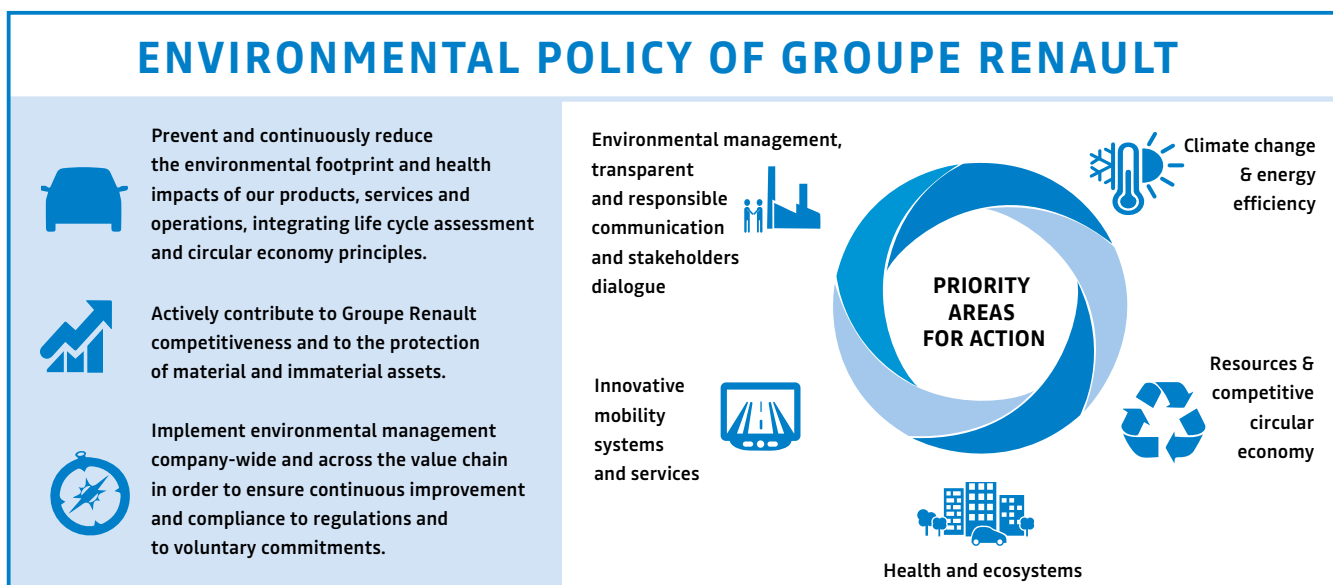 ENVIRONMENTAL POLICY OF GROUPE RENAULT
Prevent and continuously reduce
the environmental footprint and health
impacts of our products, services and
operations, integrating life cycle assessment
and circular economy principles.
Actively contribute to Groupe Renault
competitiveness and to the protection
of material and immaterial assets.
Implement environmental management
company-wide and across the value chain
in order to ensure continuous improvement
and compliance to regulations and
to voluntary commitments.
Environmental management,
transparent
and responsible
communication
and stakeholders
dialogue
Climate change
& energy
efficiency
PRIORITY
AREAS
FOR ACTION
Innovative
mobility
systems
and services
Resources &
competitive
circular
economy
Health and ecosystems